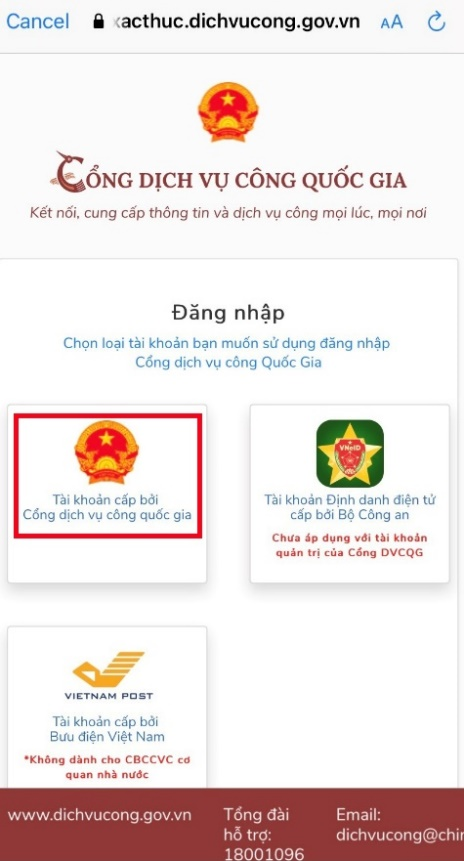 Cancel xacthuc.dichvucong.gov.vn AA
CỔNG DỊCH VỤ CÔNG QUỐC GIA
Kết nối, cung cấp thông tin và dịch vụ công mọi lúc, mọi nơi
Đăng nhập
Chọn loại tài khoản bạn muốn sử dụng đăng nhập
Cổng dịch vụ công Quốc Gia
Tài khoản cấp bởi
Cổng dịch vụ công quốc gia
VNeID
Tài khoản Định danh điện tử
cấp bởi Bộ Công an
Chưa áp dụng với tài khoản
quản trị của Cổng DVCQG
VIETNAM POST
Tài khoản cấp bởi
Bưu điện Việt Nam
*Không dành cho CBCCVC cơ
quan nhà nước
www.dichvucong.gov.vn
Tổng đài
hỗ trợ:
18001096
Email:
dichvucong@chin